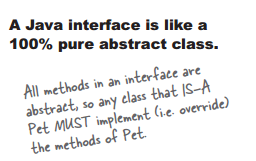 A Java interface is like a
100% pure abstract class.
All methods in an interface are
abstract, so any class that IS-A
Pet MUST implement (i.e. override)
the methods of Pet.